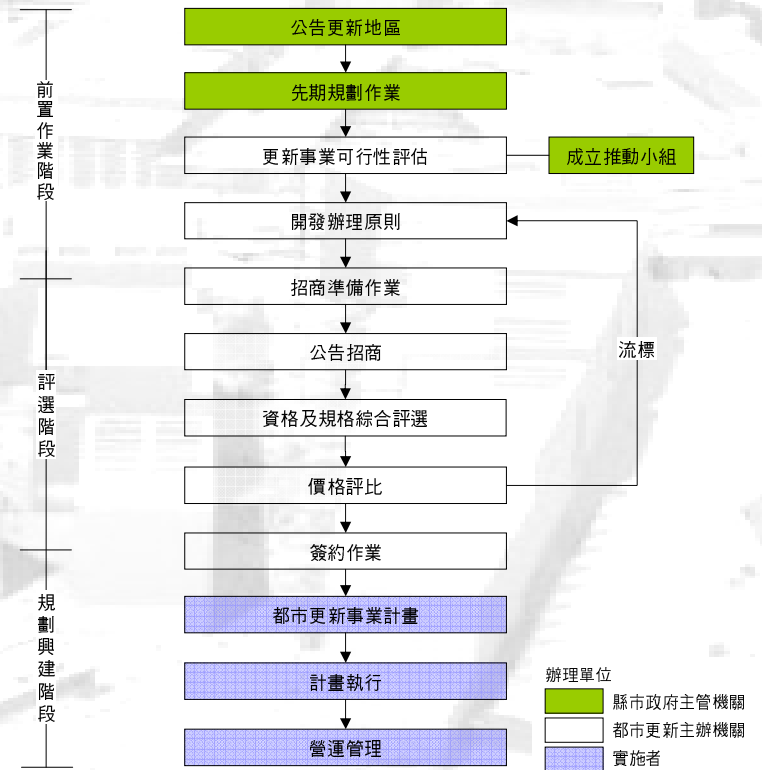 公告更新地區
先期規劃作業
前置作業階段
更新事業可行性評估
成立推動小組
開發辦理原則
招商準備作業
公告招商
流標
評選階段
資格及規格綜合評選
價格評比
簽約作業
規劃興建階段
都市更新事業計畫
計畫執行
營運管理
辦理單位
縣市政府主管機關
都市更新主辦機關
實施者